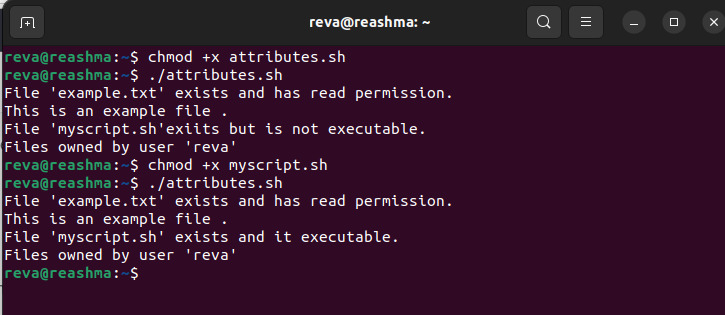 reva@reashma: ~
reva@reashma:~$ chmod +x attributes.sh
reva@reashma:~$ ./attributes.sh
File 'example.txt' exists and has read permission.
This is an example file .
File 'myscript.sh'exiits but is not executable.
Files owned by user 'reva'
reva@reashma:~$ chmod +x myscript.sh
reva@reashma:~$ ./attributes.sh
File 'example.txt' exists and has read permission.
This is an example file .
File 'myscript.sh' exists and it executable.
Files owned by user 'reva'
reva@reashma:~$